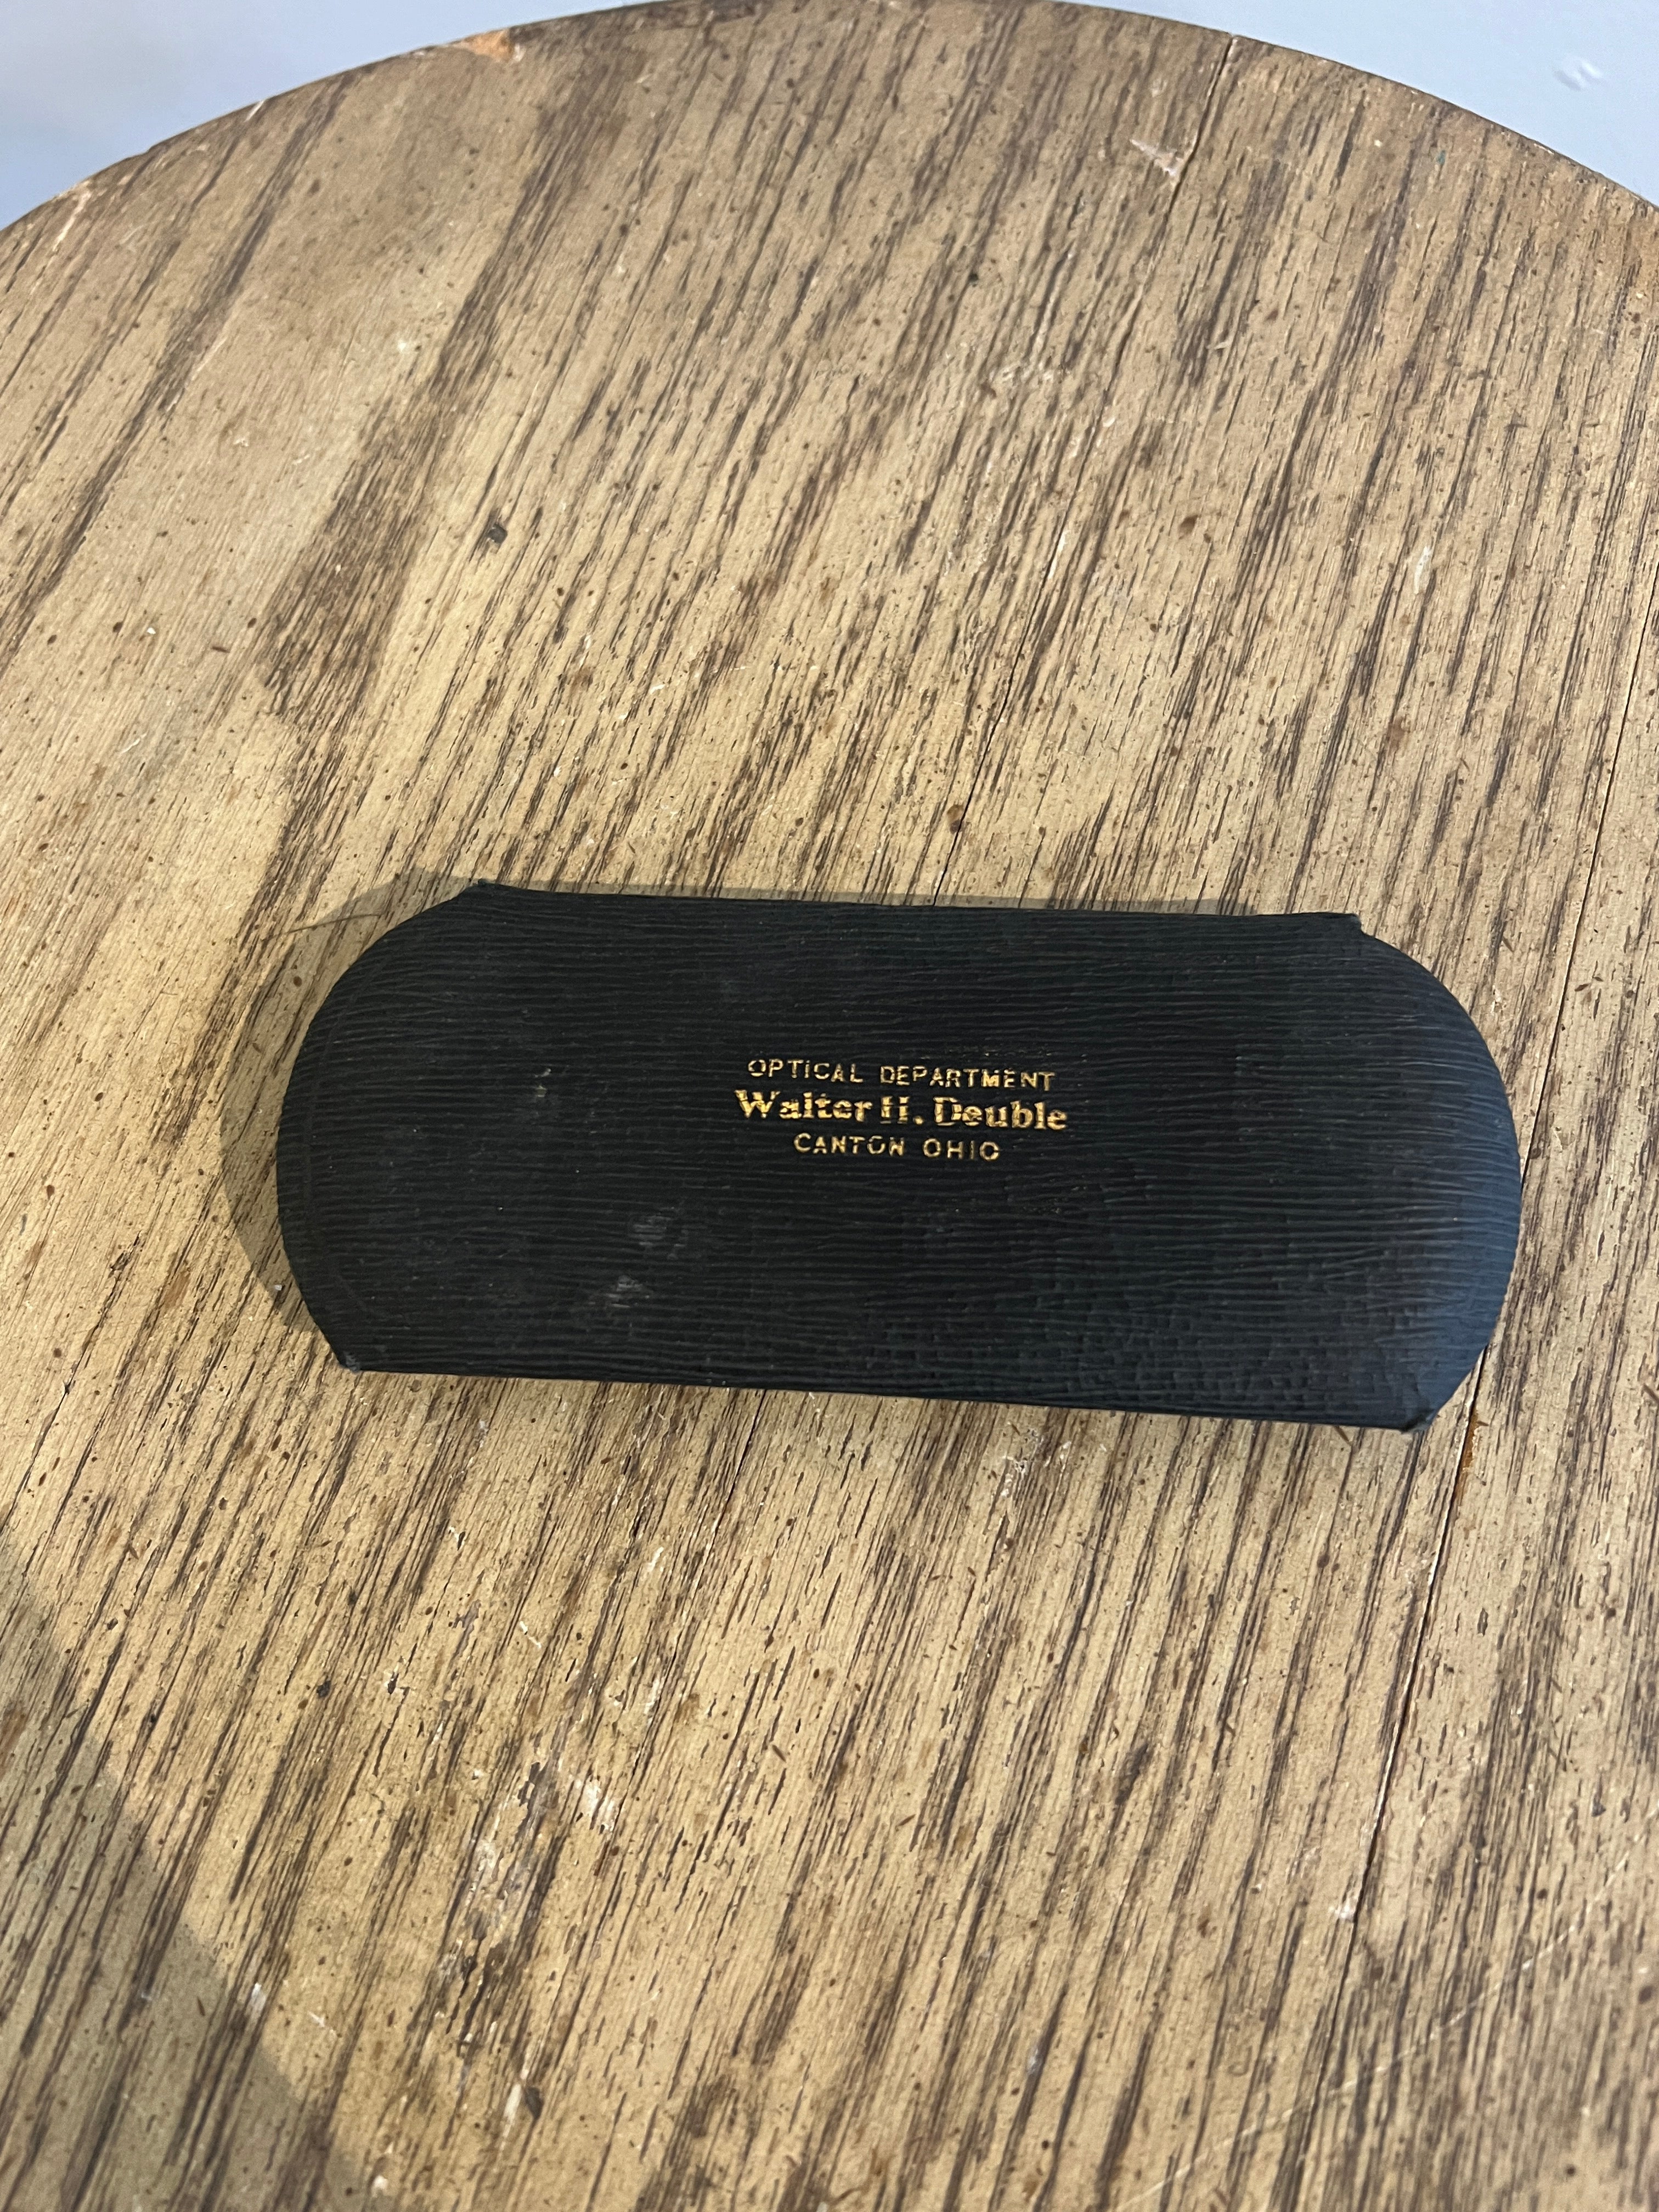 OPTICAL DEPARTMENT
Walter H. Deuble
CANTON OHIO